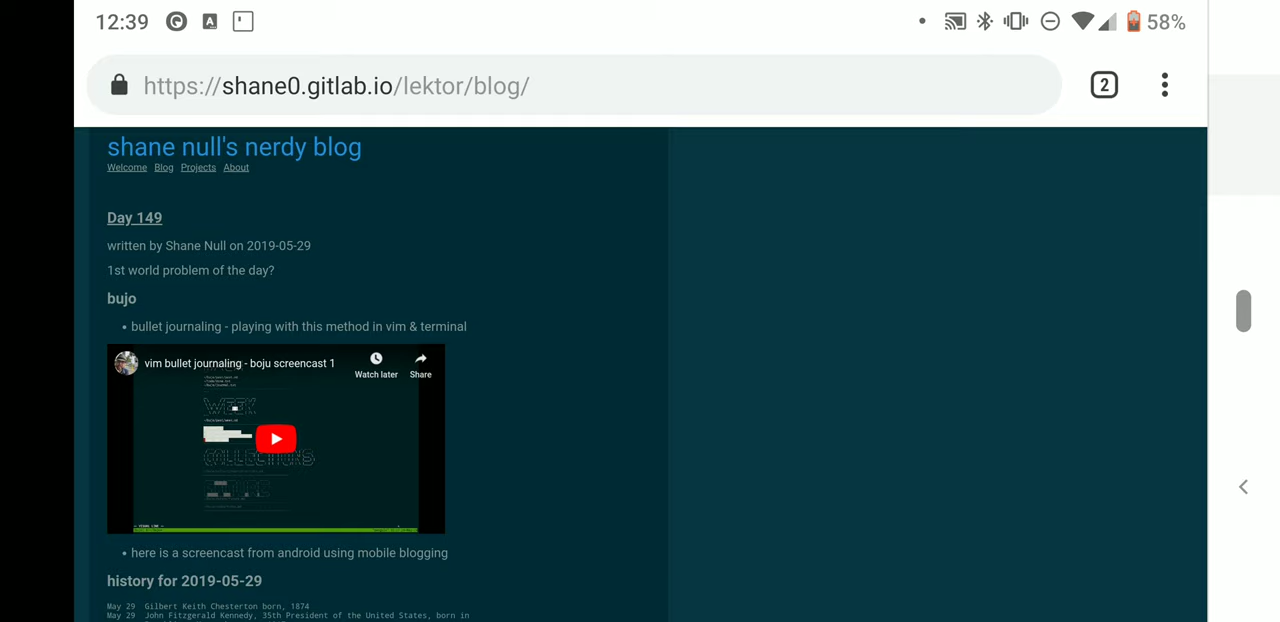 12:39
58%
https://shane0.gitlab.io/lektor/blog/
2
shane null's nerdy blog
Welcome Blog Projects About
Day 149
written by Shane Null on 2019-05-29
1st world problem of the day?
bujo
• bullet journaling - playing with this method in vim & terminal
vim bullet journaling - boju screencast 1
Watch later
Share
WEEK
COLLECTIONS
• here is a screencast from android using mobile blogging
history for 2019-05-29
May 29 Gilbert Keith Chesterton born, 1874
May 29 John Fitzgerald Kennedy, 35th President of the United States, born in